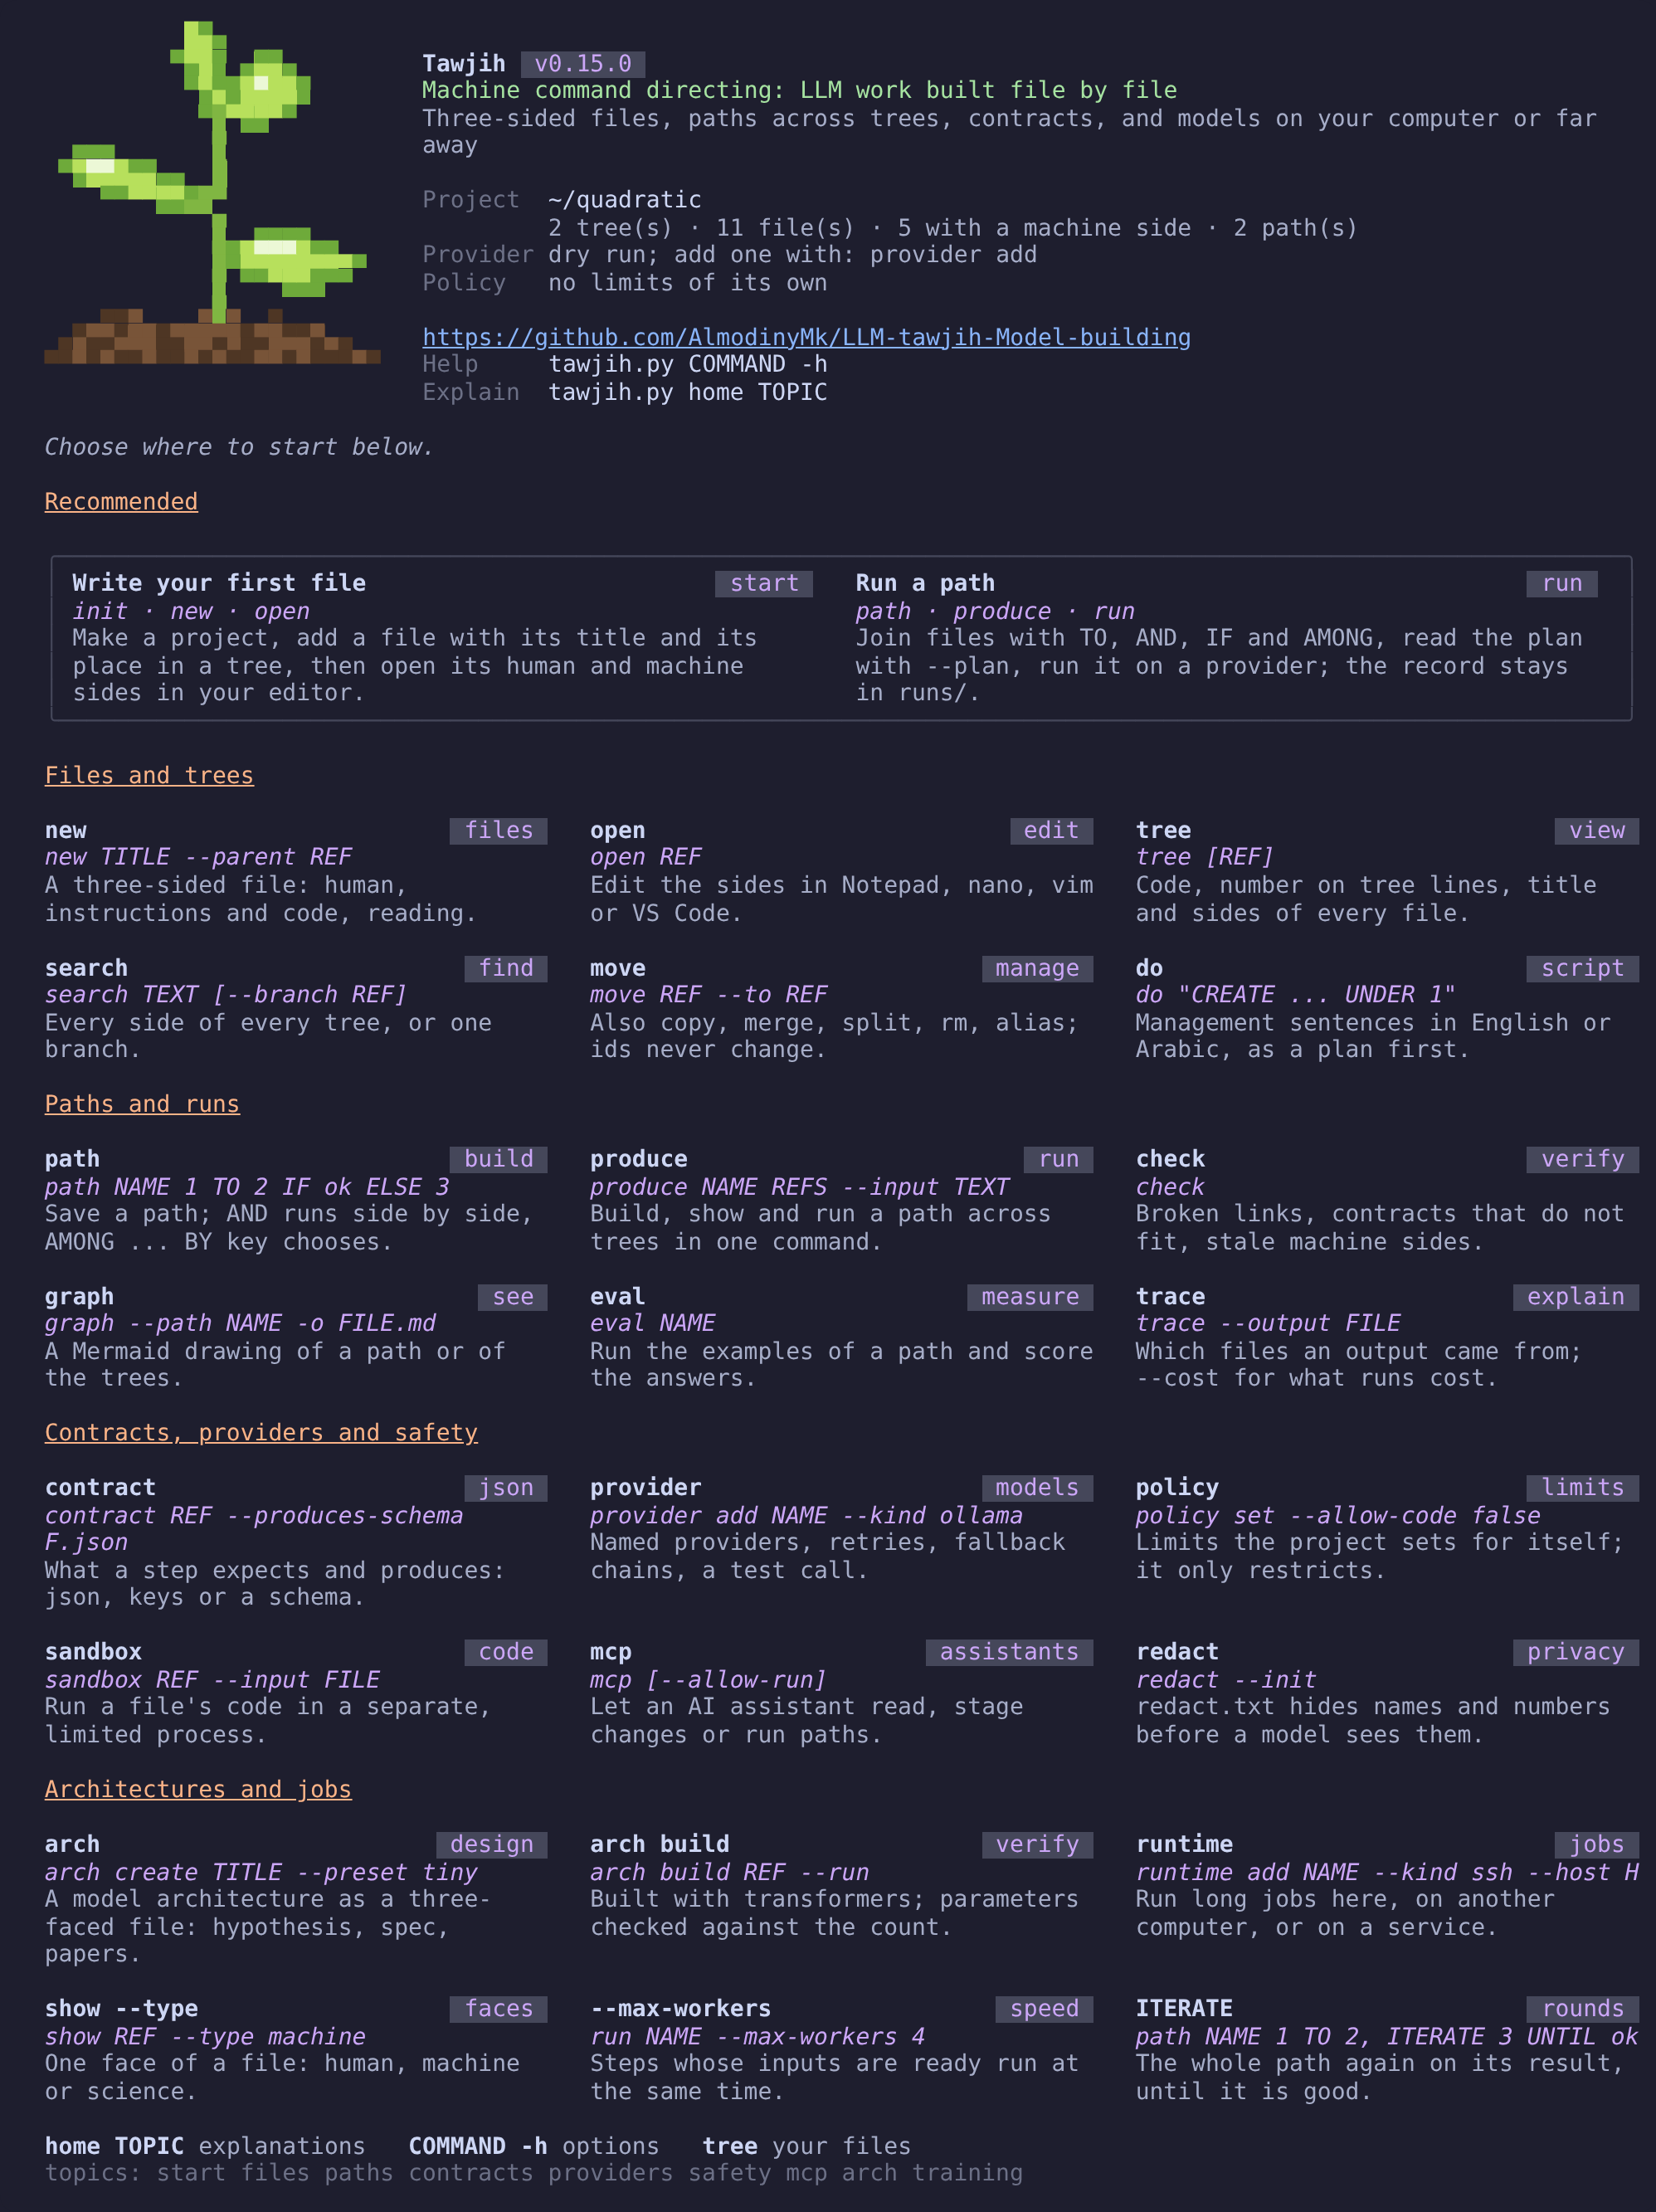 Tawjih v0.15.0
Machine command directing: LLM work built file by file
Three-sided files, paths across trees, contracts, and models on your computer or far
away
Project ~/quadratic
2 tree(s) · 11 file(s) · 5 with a machine side · 2 path(s)
Provider dry run; add one with: provider add
Policy no limits of its own
https://github.com/AlmodinyMk/LLM-tawjih-Model-building
Help tawjih.py COMMAND -h
Explain tawjih.py home TOPIC
Choose where to start below.
Recommended
Write your first file start
init · new · open
Make a project, add a file with its title and its
place in a tree, then open its human and machine
sides in your editor.
Run a path run
path · produce · run
Join files with TO, AND, IF and AMONG, read the plan
with --plan, run it on a provider; the record stays
in runs/.
Files and trees
new files
new TITLE --parent REF
A three-sided file: human,
instructions and code, reading.
open edit
open REF
Edit the sides in Notepad, nano, vim
or VS Code.
tree view
tree [REF]
Code, number on tree lines, title
and sides of every file.
search find
search TEXT [--branch REF]
Every side of every tree, or one
branch.
move manage
move REF --to REF
Also copy, merge, split, rm, alias;
ids never change.
do script
do "CREATE ... UNDER 1"
Management sentences in English or
Arabic, as a plan first.
Paths and runs
path build
path NAME 1 TO 2 IF ok ELSE 3
Save a path; AND runs side by side,
AMONG ... BY key chooses.
produce run
produce NAME REFS --input TEXT
Build, show and run a path across
trees in one command.
check verify
check
Broken links, contracts that do not
fit, stale machine sides.
graph see
graph --path NAME -o FILE.md
A Mermaid drawing of a path or of
the trees.
eval measure
eval NAME
Run the examples of a path and score
the answers.
trace explain
trace --output FILE
Which files an output came from;
--cost for what runs cost.
Contracts, providers and safety
contract json
contract REF --produces-schema
F.json
What a step expects and produces:
json, keys or a schema.
provider models
provider add NAME --kind ollama
Named providers, retries, fallback
chains, a test call.
policy limits
policy set --allow-code false
Limits the project sets for itself;
it only restricts.
sandbox code
sandbox REF --input FILE
Run a file's code in a separate,
limited process.
mcp assistants
mcp [--allow-run]
Let an AI assistant read, stage
changes or run paths.
redact privacy
redact --init
redact.txt hides names and numbers
before a model sees them.
Architectures and jobs
arch design
arch create TITLE --preset tiny
A model architecture as a three-
faced file: hypothesis, spec,
papers.
arch build verify
arch build REF --run
Built with transformers; parameters
checked against the count.
runtime jobs
runtime add NAME --kind ssh --host H
Run long jobs here, on another
computer, or on a service.
show --type faces
show REF --type machine
One face of a file: human, machine
or science.
--max-workers speed
run NAME --max-workers 4
Steps whose inputs are ready run at
the same time.
ITERATE rounds
path NAME 1 TO 2, ITERATE 3 UNTIL ok
The whole path again on its result,
until it is good.
home TOPIC explanations COMMAND -h options tree your files
topics: start files paths contracts providers safety mcp arch training